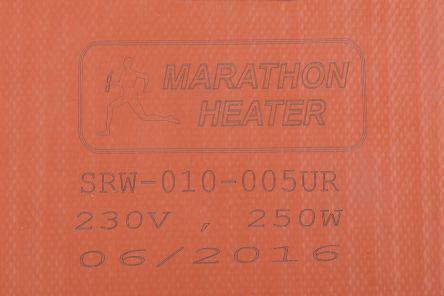 MARATHON
HEATER
SRW-010-005UR
230V , 250W
06/2016